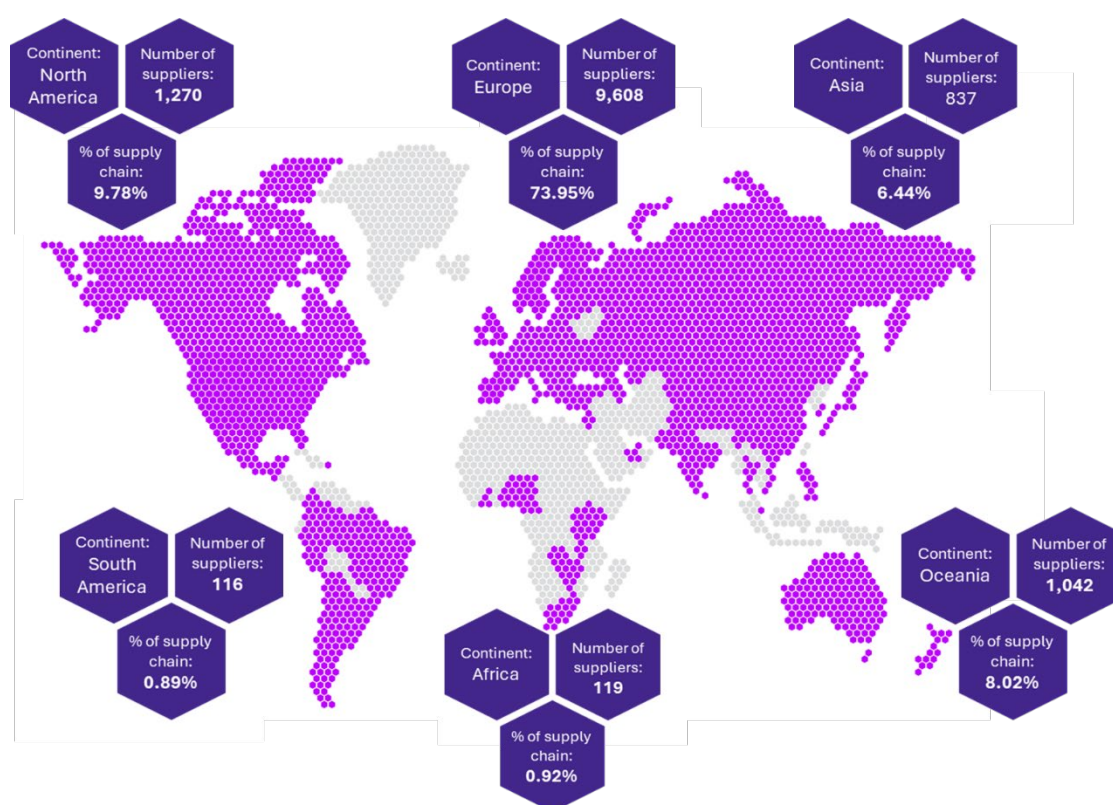 Continent:
North
America
Number of
suppliers:
1,270
% of supply
chain:
9.78%
Continent:
Europe
Number of
suppliers:
9,608
% of supply
chain:
73.95%
Continent:
Asia
Number of
suppliers:
837
% of supply
chain:
6.44%
Continent:
South
America
Number of
suppliers:
116
% of supply
chain:
0.89%
Continent:
Africa
Number of
suppliers:
119
% of supply
chain:
0.92%
Continent:
Oceania
Number of
suppliers:
1,042
% of supply
chain:
8.02%